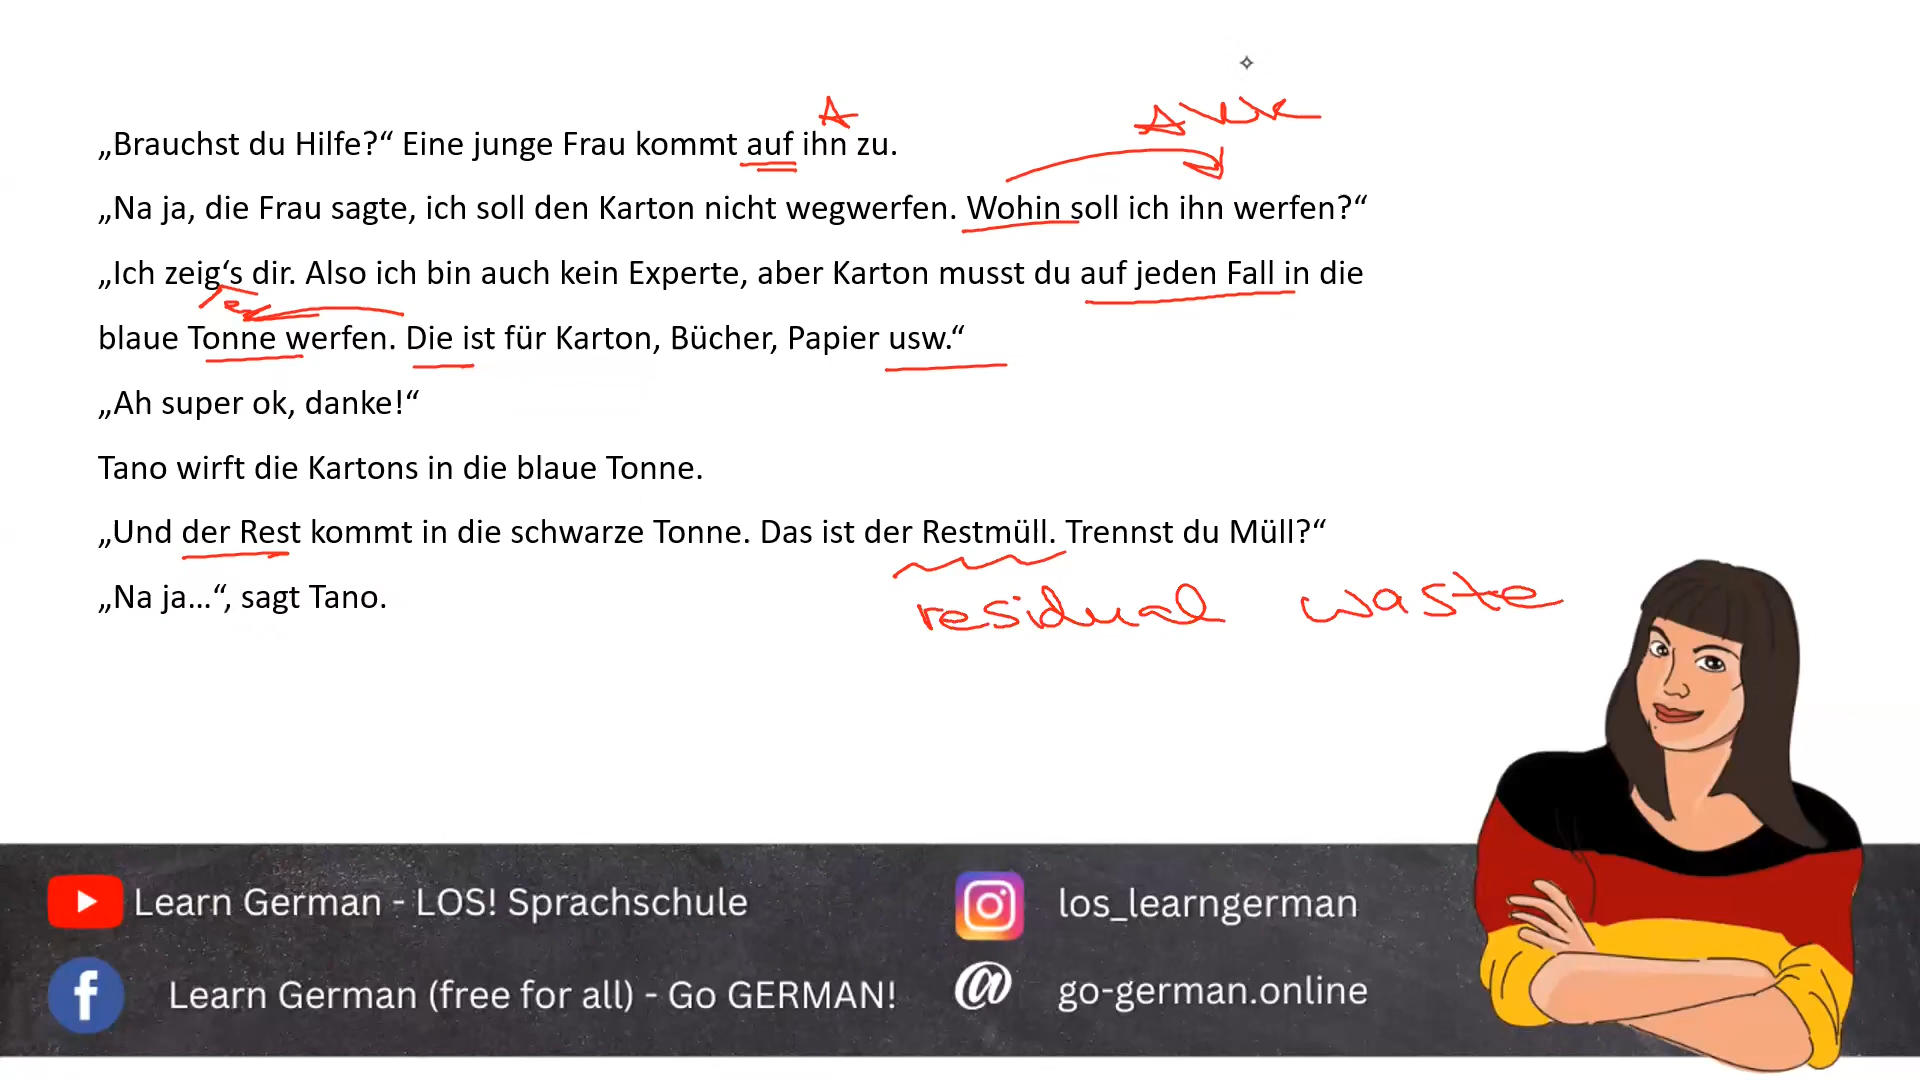 A
AKK
„Brauchst du Hilfe?“ Eine junge Frau kommt auf ihn zu.
„Na ja, die Frau sagte, ich soll den Karton nicht wegwerfen. Wohin soll ich ihn werfen?“
„Ich zeig‘s dir. Also ich bin auch kein Experte, aber Karton musst du auf jeden Fall in die
blaue Tonne werfen. Die ist für Karton, Bücher, Papier usw.“
„Ah super ok, danke!“
Tano wirft die Kartons in die blaue Tonne.
„Und der Rest kommt in die schwarze Tonne. Das ist der Restmüll. Trennst du Müll?“
„Na ja…“, sagt Tano.
residual waste
Learn German - LOS! Sprachschule
los_learngerman
Learn German (free for all) - Go GERMAN!
go-german.online